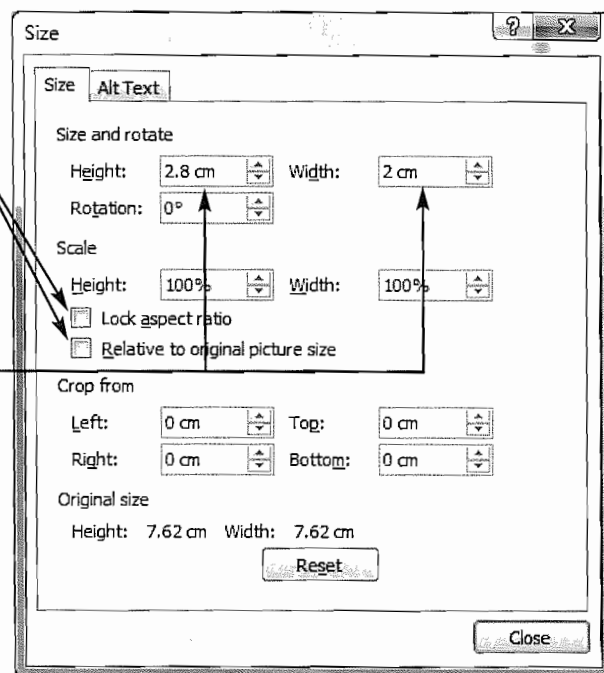 Size
Size Alt Text
Size and rotate
Height: 2.8 cm Width: 2 cm
Rotation: 0°
Scale
Height: 100% Width: 100%
Lock aspect ratio
Relative to original picture size
Crop from
Left: 0 cm Top: 0 cm
Right: 0 cm Bottom: 0 cm
Original size
Height: 7.62 cm Width: 7.62 cm
Reset
Close